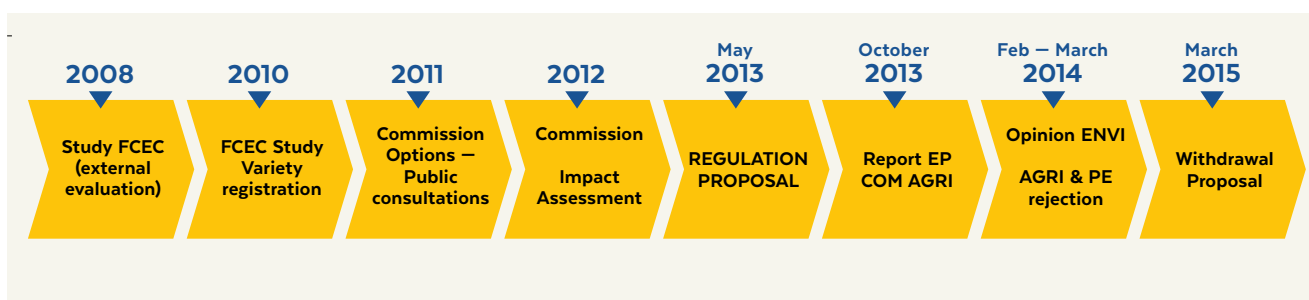 2008
Study FCEC
(external
evaluation)
2010
FCEC Study
Variety
registration
2011
Commission
Options —
Public
consultations
2012
Commission
Impact
Assessment
May
2013
REGULATION
PROPOSAL
October
2013
Report EP
COM AGRI
Feb — March
2014
Opinion ENVI
AGRI & PE
rejection
March
2015
Withdrawal
Proposal